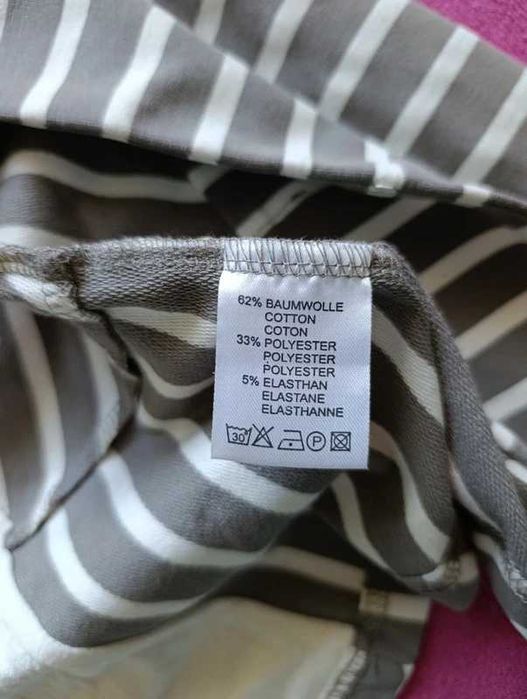 62% BAUMWOLLE
COTTON
COTON
33% POLYESTER
POLYESTER
POLYESTER
5% ELASTHAN
ELASTANE
ELASTHANNE
30 P